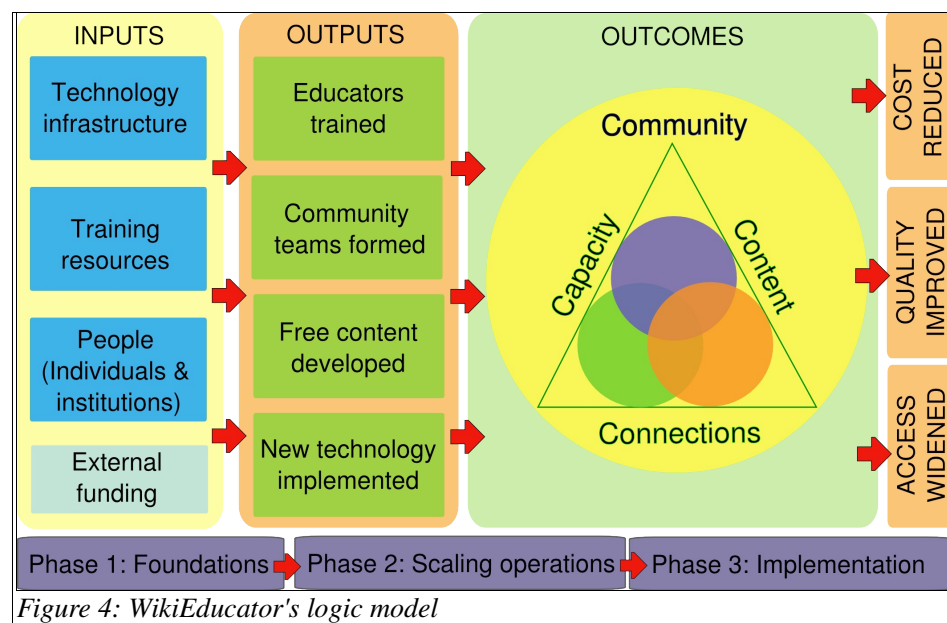 INPUTS
Technology
infrastructure
Training
resources
People
(Individuals &
institutions)
External
funding
OUTPUTS
Educators
trained
Community
teams formed
Free content
developed
New technology
implemented
OUTCOMES
Community
Capacity
Content
Connections
COST
REDUCED
QUALITY
IMPROVED
ACCESS
WIDENED
Phase 1: Foundations
Phase 2: Scaling operations
Phase 3: Implementation
Figure 4: WikiEducator's logic model